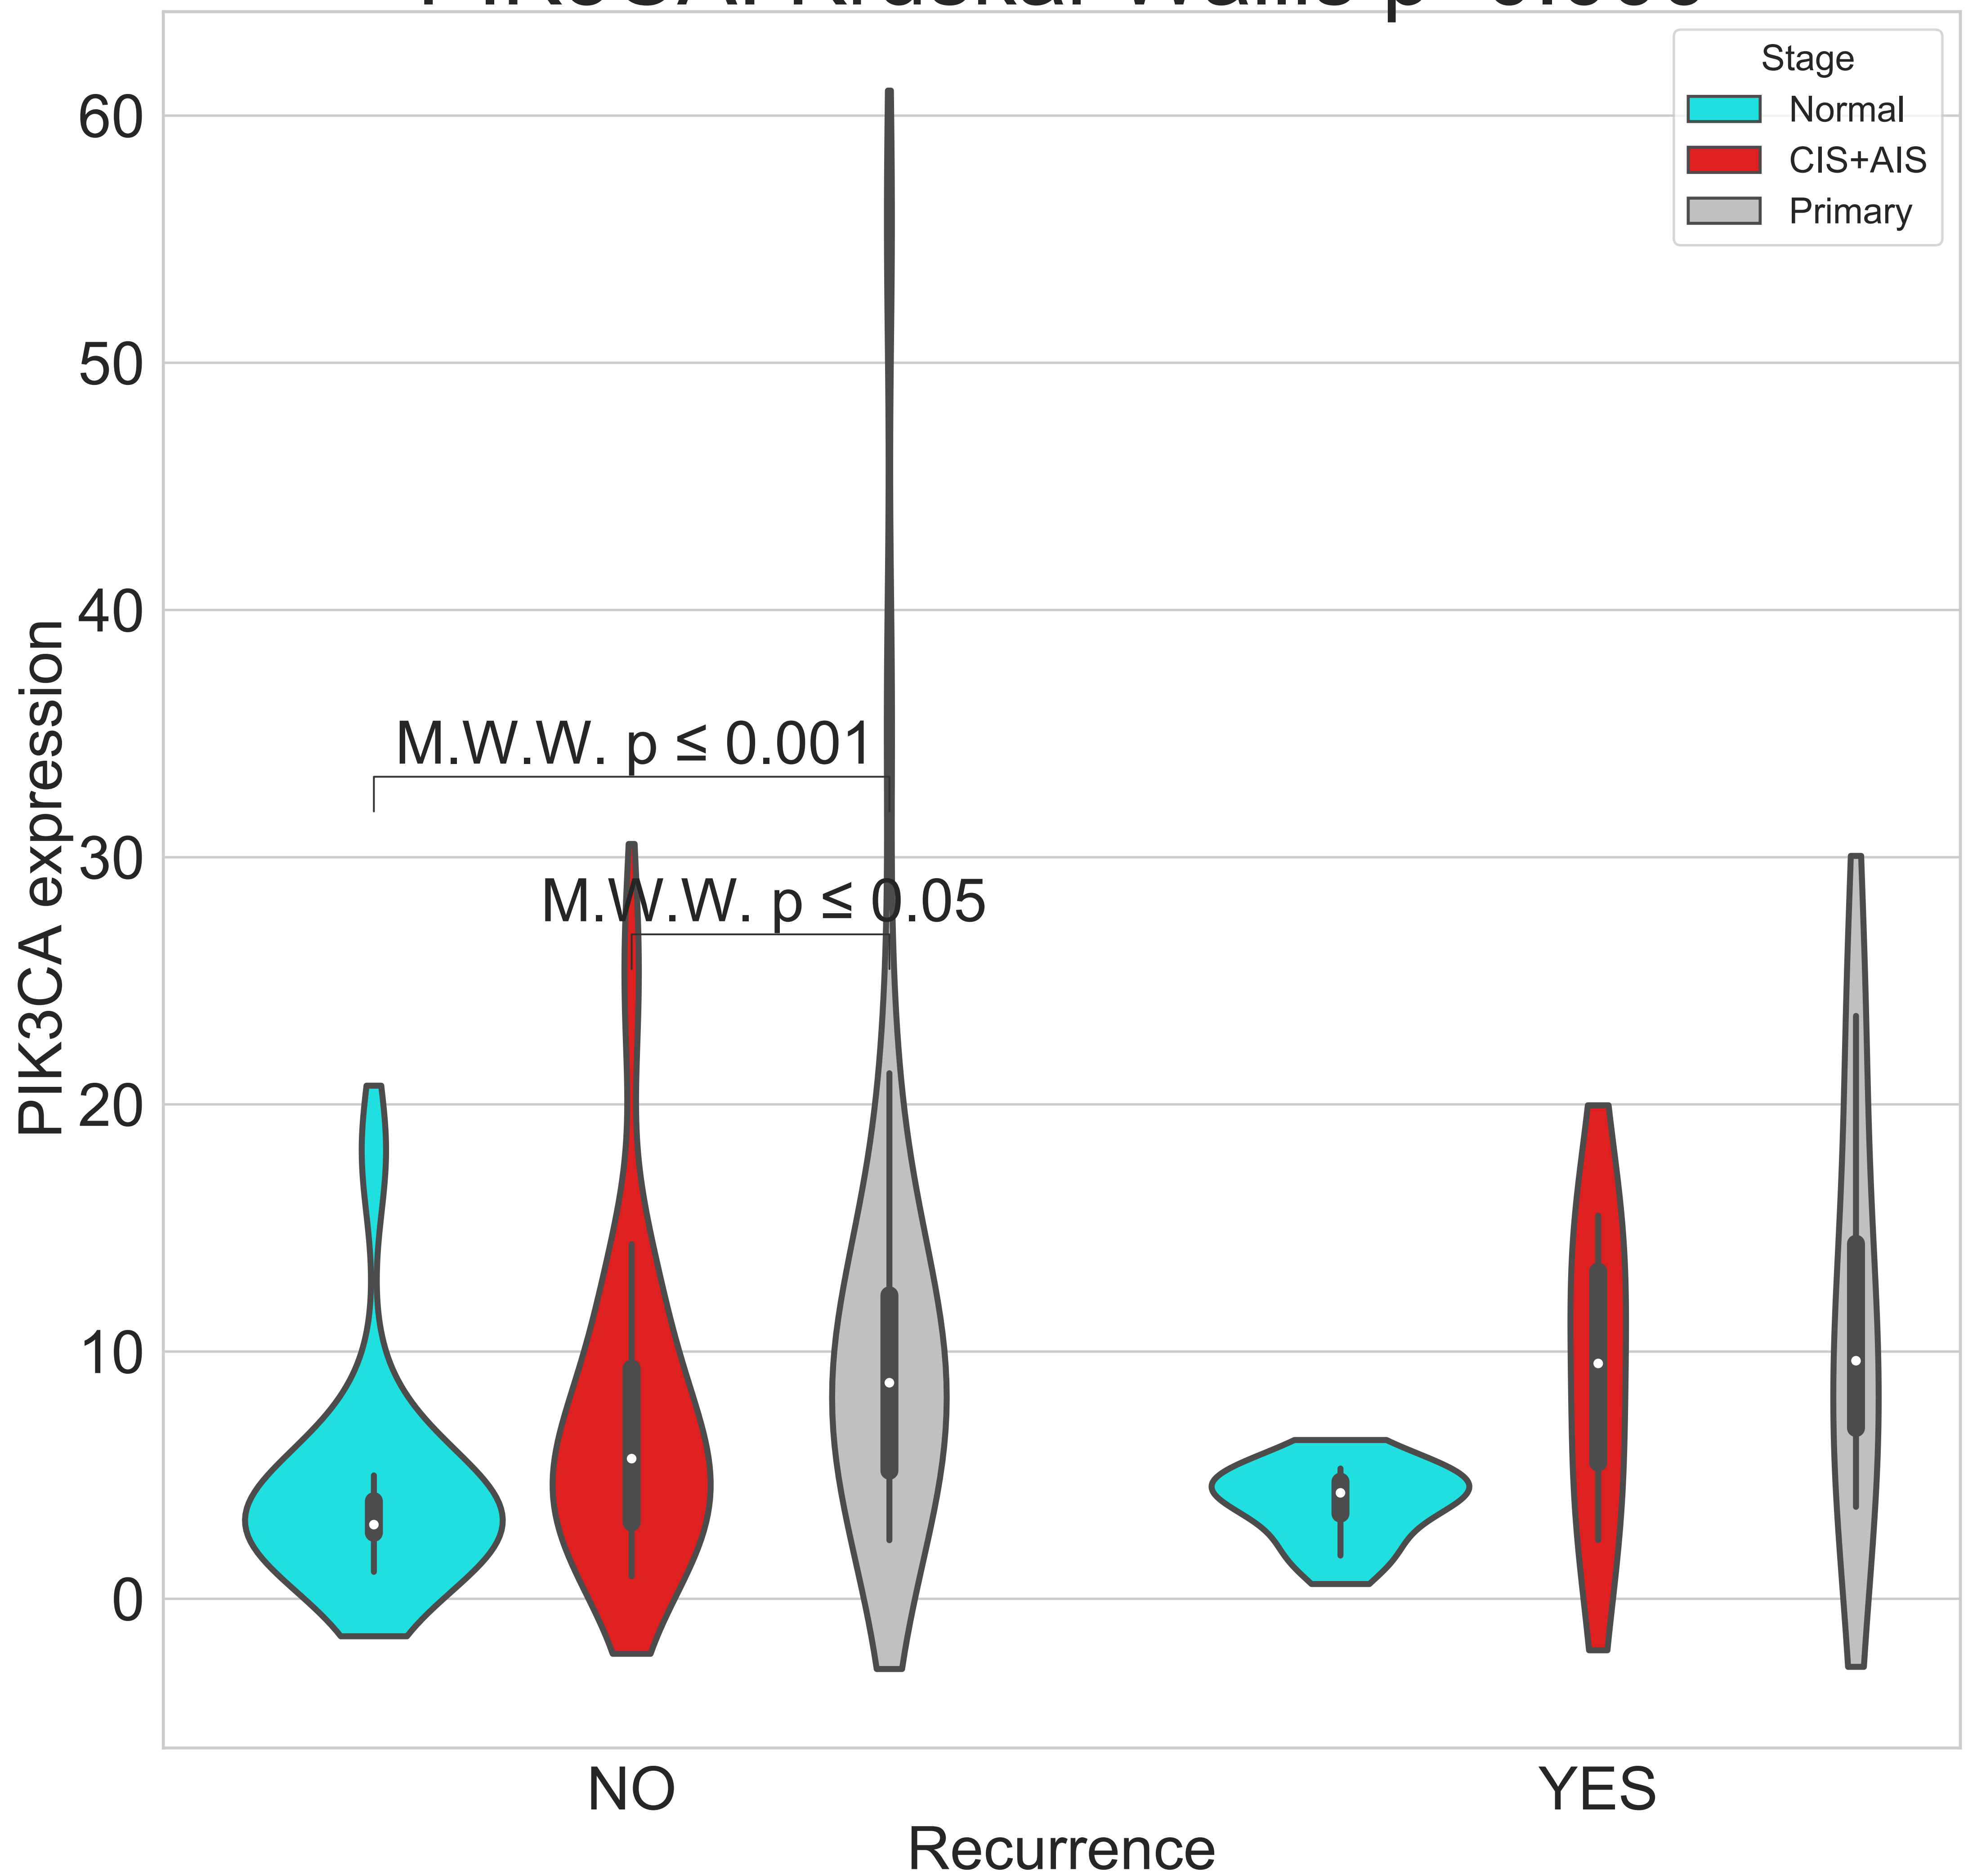 Stage
Normal
CIS+AIS
Primary
60
50
40
30
20
10
0
PIK3CA expression
M.W.W. p ≤ 0.001
M.W.W. p ≤ 0.05
NO
YES
Recurrence